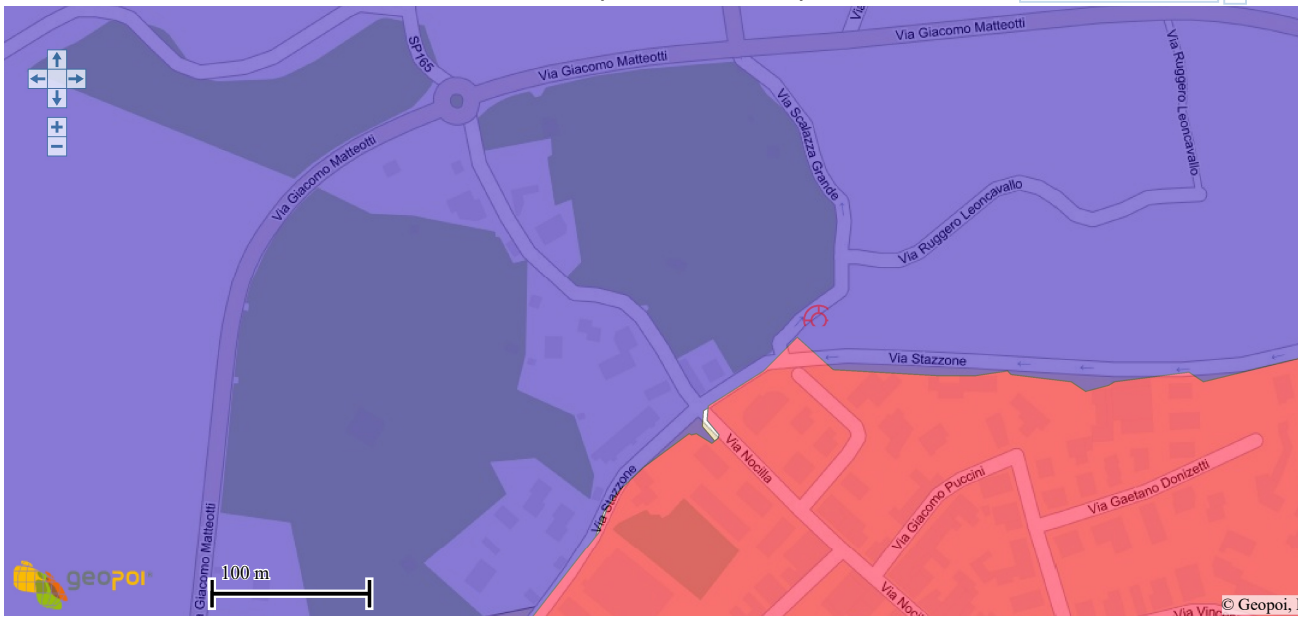 Via Giacomo Matteotti
SP165
Via Giacomo Matteotti
Via Ruggero Leoncavallo
Via Scalazza Grande
Via Giacomo Matteotti
Via Ruggero Leoncavallo
Via Stazzone
Via Nocilla
Via Giacomo Puccini
Via Gaetano Donizetti
Via Stazzone
Via Giacomo Matteotti
geopoi
100 m
© Geopoi,